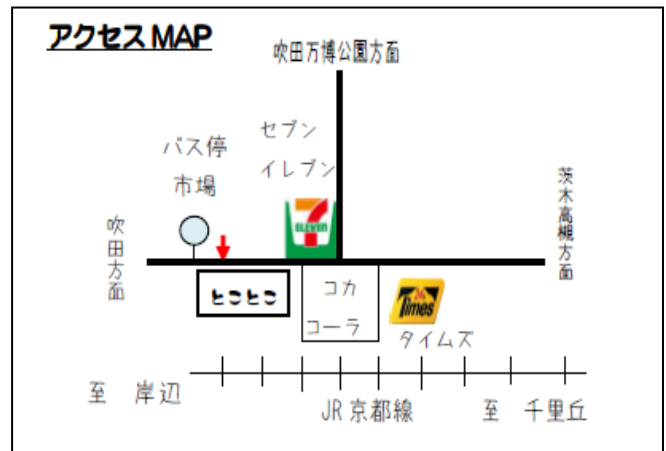 アクセスMAP
吹田万博公園方面
セブン
イレブン
バス停
市場
茨木高槻方面
吹田方面
7
ELEVEN
とことこ
コカ
コーラ
24
Times
タイムズ
至 岸辺
JR京都線
至 千里丘